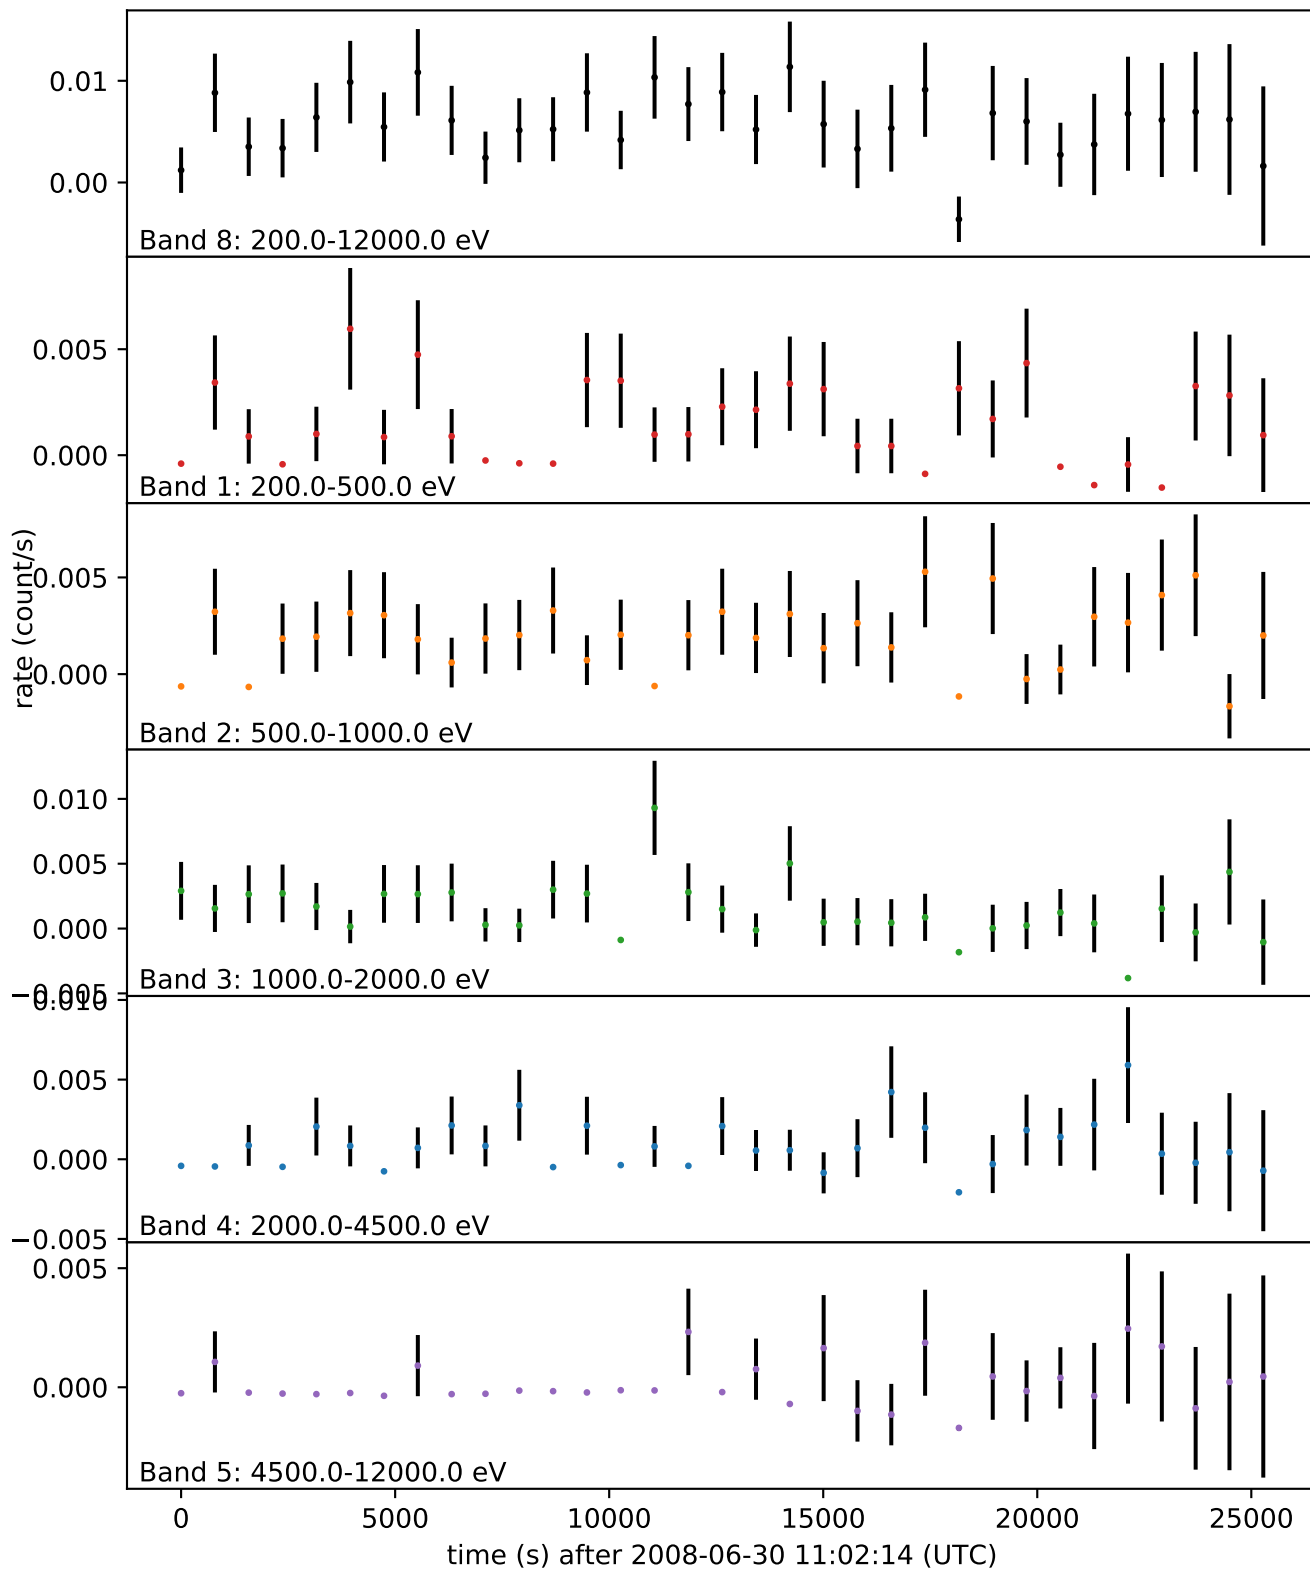 0.01
0.00
Band 8: 200.0-12000.0 eV
0.005
0.000
Band 1: 200.0-500.0 eV
rate (count/s)
0.005
0.000
Band 2: 500.0-1000.0 eV
0.010
0.005
0.000
−0.005
Band 3: 1000.0-2000.0 eV
0.010
0.005
0.000
−0.005
Band 4: 2000.0-4500.0 eV
0.005
0.000
Band 5: 4500.0-12000.0 eV
0 5000 10000 15000 20000 25000
time (s) after 2008-06-30 11:02:14 (UTC)